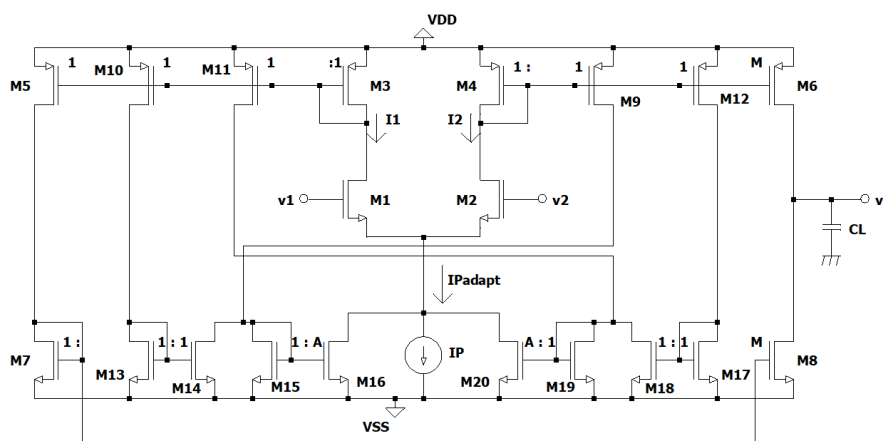 VDD
1 1 1 :1 1: 1 1 M
M5 M10 M11 M3 M4 M9 M12 M6
I1 I2
v1 M1 M2 v2 v
CL
IPadapt
1: 1:1 1:A IP A:1 1:1 M
M7 M13 M14 M15 M16 M20 M19 M18 M17 M8
VSS